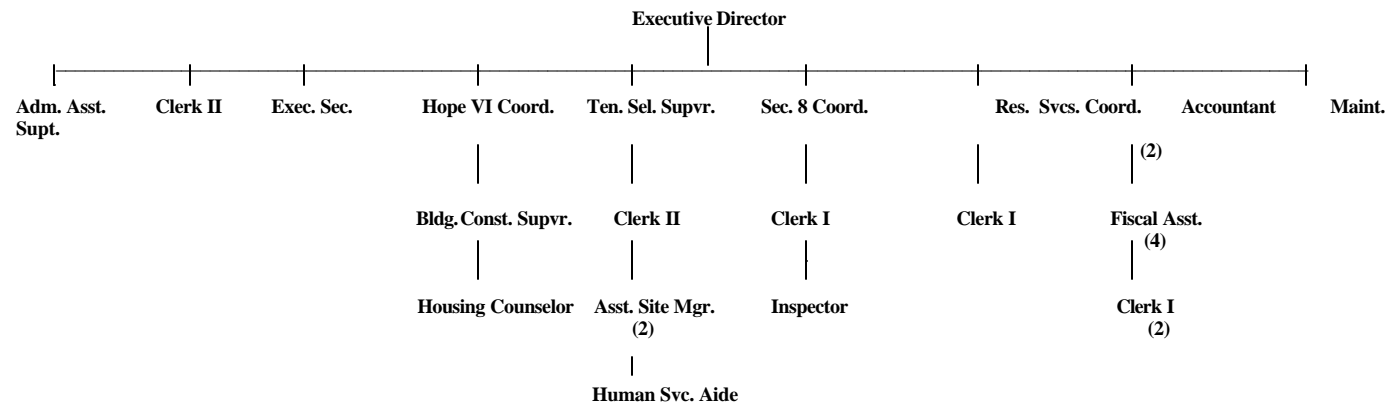 Executive Director
Adm. Asst. Clerk II Exec. Sec. Hope VI Coord. Ten. Sel. Supvr. Sec. 8 Coord. Res. Svcs. Coord. Accountant Maint.
Supt.
(2)
Bldg. Const. Supvr. Clerk II Clerk I Clerk I Fiscal Asst.
(4)
Housing Counselor Asst. Site Mgr. Inspector Clerk I
(2) (2)
Human Svc. Aide